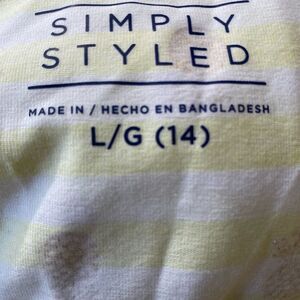 SIMPLY
STYLED
MADE IN / HECHO EN BANGLADESH
L/G (14)